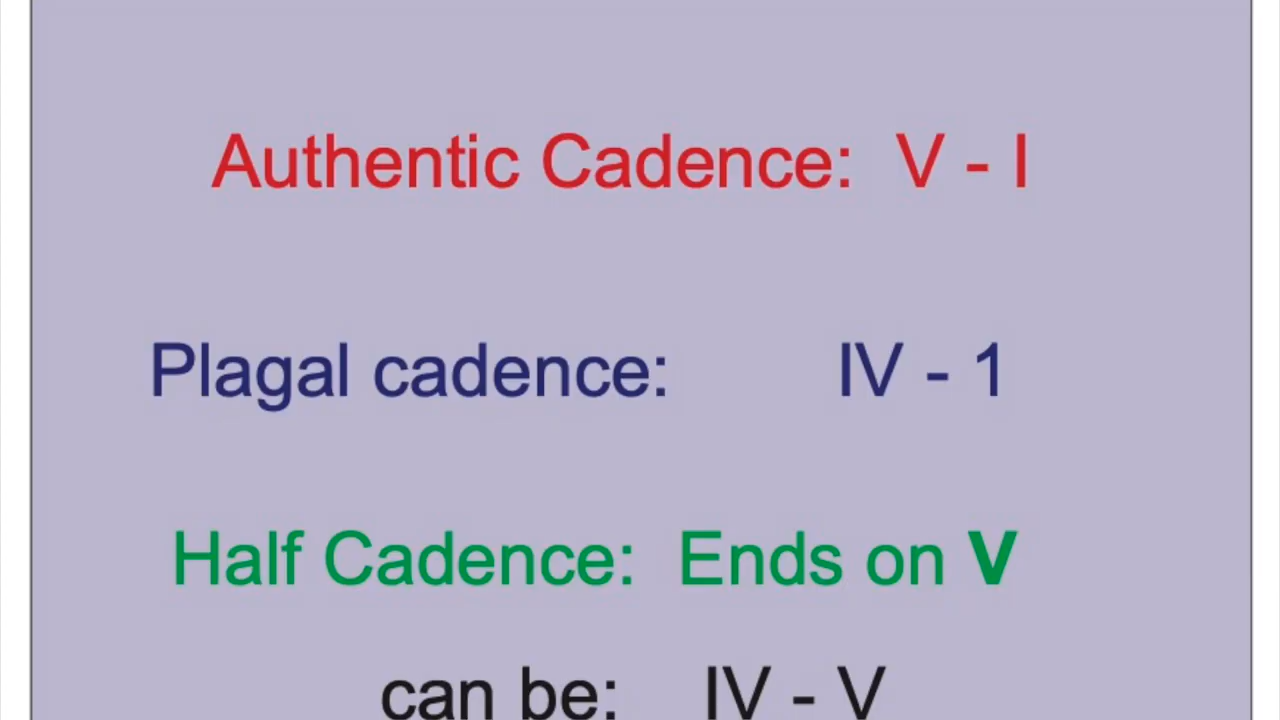 Authentic Cadence: V - I
Plagal cadence: IV - 1
Half Cadence: Ends on V
can be: IV - V